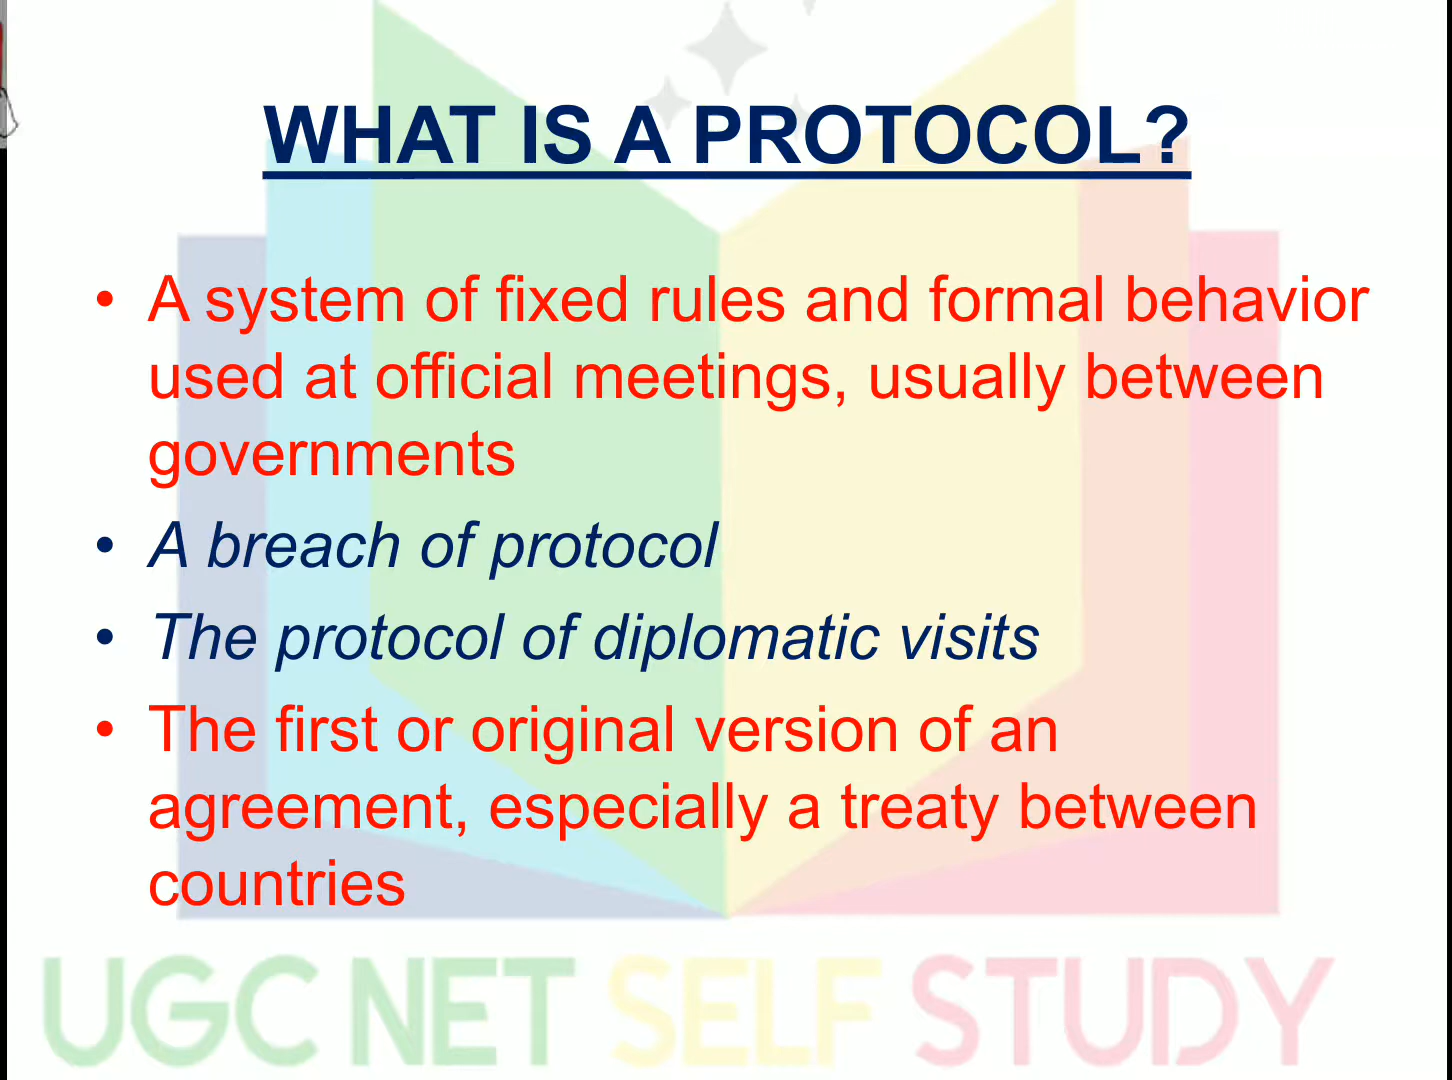 WHAT IS A PROTOCOL?
• A system of fixed rules and formal behavior
used at official meetings, usually between
governments
• A breach of protocol
• The protocol of diplomatic visits
• The first or original version of an
agreement, especially a treaty between
countries
UGC NET SELF STUDY